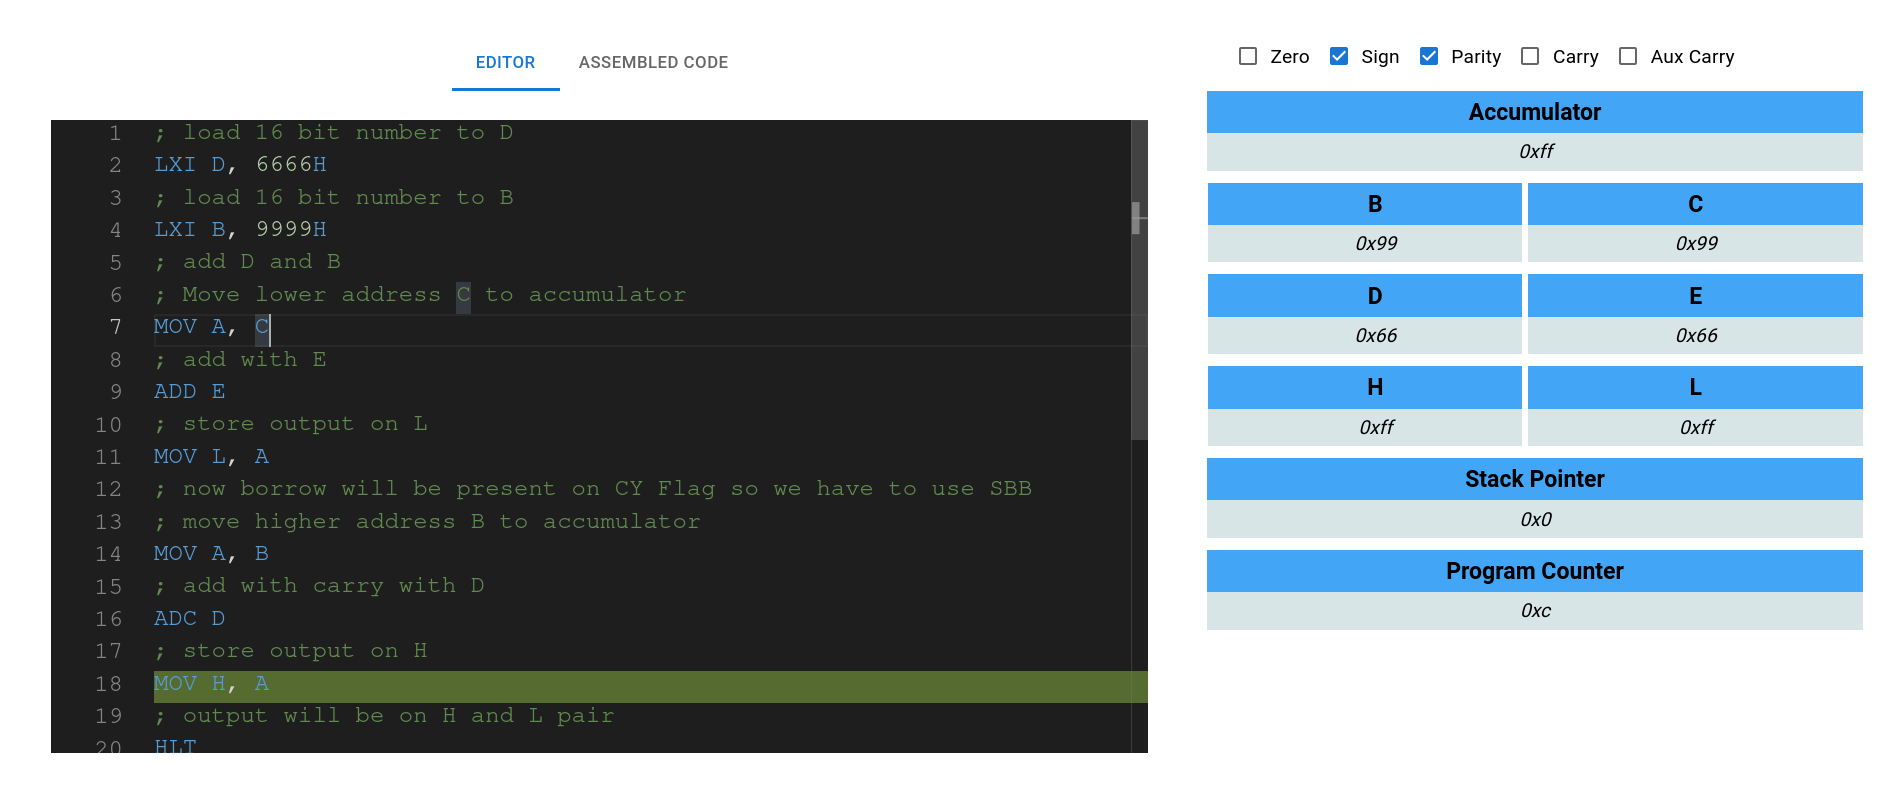 EDITOR ASSEMBLED CODE
1 ; load 16 bit number to D
2 LXI D, 6666H
3 ; load 16 bit number to B
4 LXI B, 9999H
5 ; add D and B
6 ; Move lower address C to accumulator
7 MOV A, C
8 ; add with E
9 ADD E
10 ; store output on L
11 MOV L, A
12 ; now borrow will be present on CY Flag so we have to use SBB
13 ; move higher address B to accumulator
14 MOV A, B
15 ; add with carry with D
16 ADC D
17 ; store output on H
18 MOV H, A
19 ; output will be on H and L pair
20 HLT
Zero Sign Parity Carry Aux Carry
Accumulator
0xff
B C
0x99 0x99
D E
0x66 0x66
H L
0xff 0xff
Stack Pointer
0x0
Program Counter
0xc